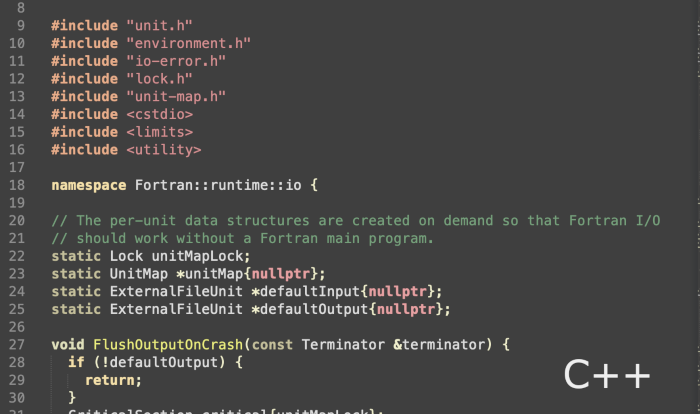 8
9 #include "unit.h"
10 #include "environment.h"
11 #include "io-error.h"
12 #include "lock.h"
13 #include "unit-map.h"
14 #include <cstdio>
15 #include <limits>
16 #include <utility>
17
18 namespace Fortran::runtime::io {
19
20 // The per-unit data structures are created on demand so that Fortran I/O
21 // should work without a Fortran main program.
22 static Lock unitMapLock;
23 static UnitMap *unitMap{nullptr};
24 static ExternalFileUnit *defaultInput{nullptr};
25 static ExternalFileUnit *defaultOutput{nullptr};
26
27 void FlushOutputOnCrash(const Terminator &terminator) {
28   if (!defaultOutput) {
29     return;
30   }
31   CriticalSection critical{unitMapLock};
C++